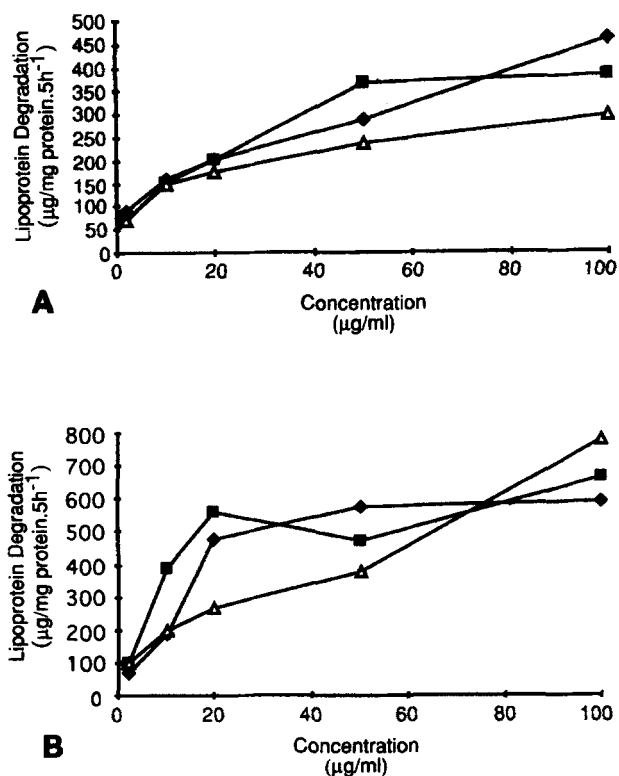 Lipoprotein Degradation
(μg/mg protein.5h⁻¹)
500
450
400
350
300
250
200
150
100
50
0
0 20 40 60 80 100
Concentration
(μg/ml)
A
Lipoprotein Degradation
(μg/mg protein.5h⁻¹)
800
700
600
500
400
300
200
100
0
0 20 40 60 80 100
Concentration
(μg/ml)
B